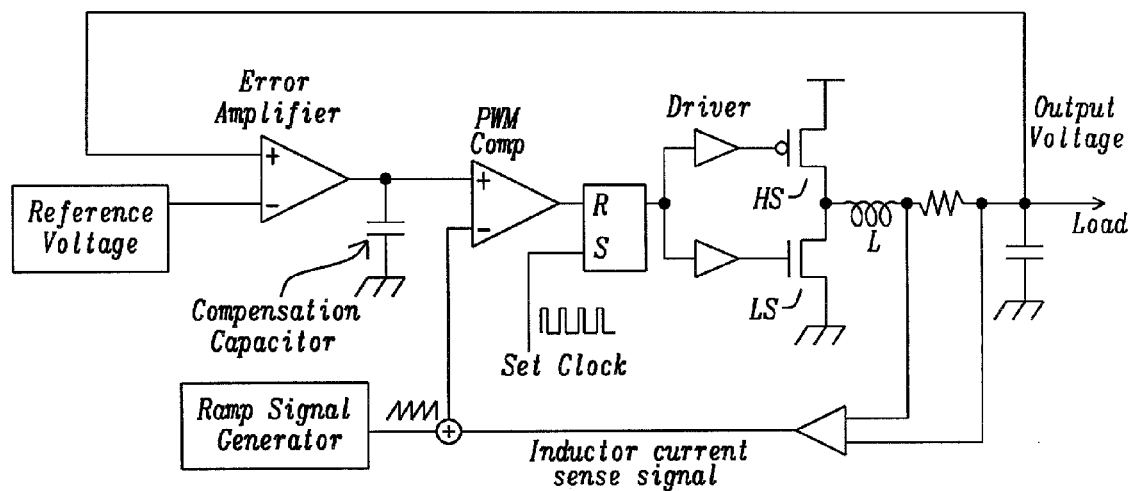 Error
Amplifier
+
-
Reference
Voltage
Compensation
Capacitor
PWM
Comp
+
-
R
S
Set Clock
Driver
HS
LS
L
Output
Voltage
Load
Ramp Signal
Generator
+
Inductor current
sense signal